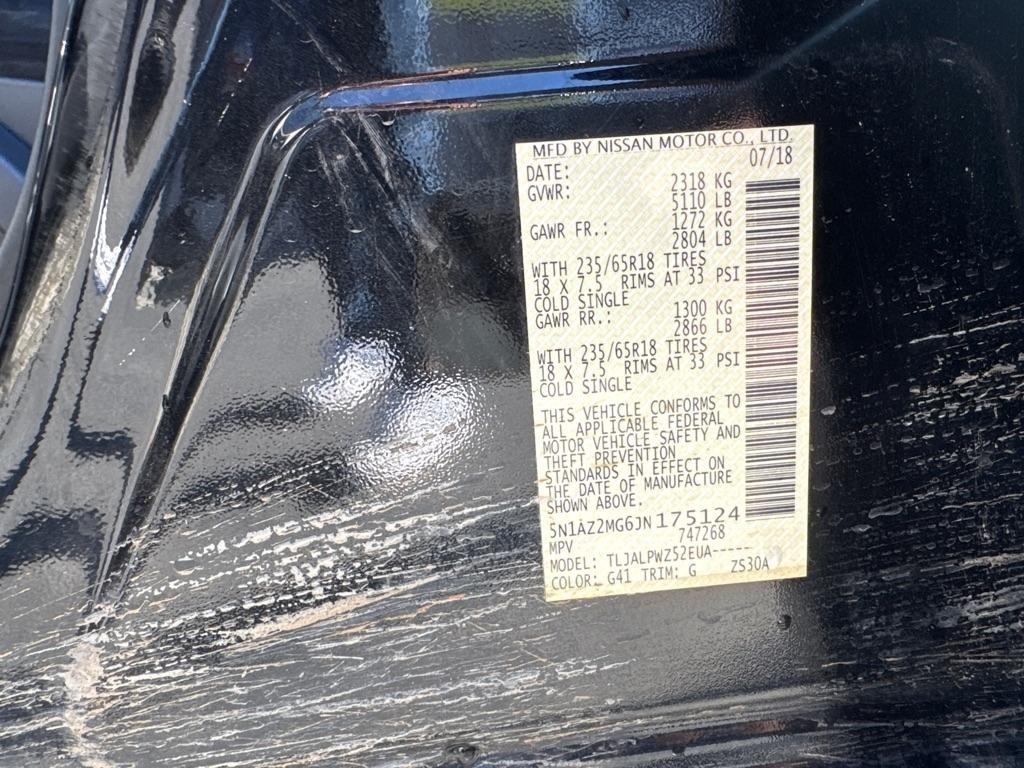 MFD BY NISSAN MOTOR CO., LTD.
DATE: 07/18
GVWR: 2318 KG
5110 LB
GAWR FR.: 1272 KG
2804 LB
WITH 235/65R18 TIRES
18 X 7.5 RIMS AT 33 PSI
COLD SINGLE
GAWR RR.: 1300 KG
2866 LB
WITH 235/65R18 TIRES
18 X 7.5 RIMS AT 33 PSI
COLD SINGLE
THIS VEHICLE CONFORMS TO
ALL APPLICABLE FEDERAL
MOTOR VEHICLE SAFETY AND
THEFT PREVENTION
STANDARDS IN EFFECT ON
THE DATE OF MANUFACTURE
SHOWN ABOVE.
5N1AZ2MG6JN175124
MPV 747268
MODEL: TLJALPWZ52EUA-----
COLOR: G41 TRIM: G ZS30A